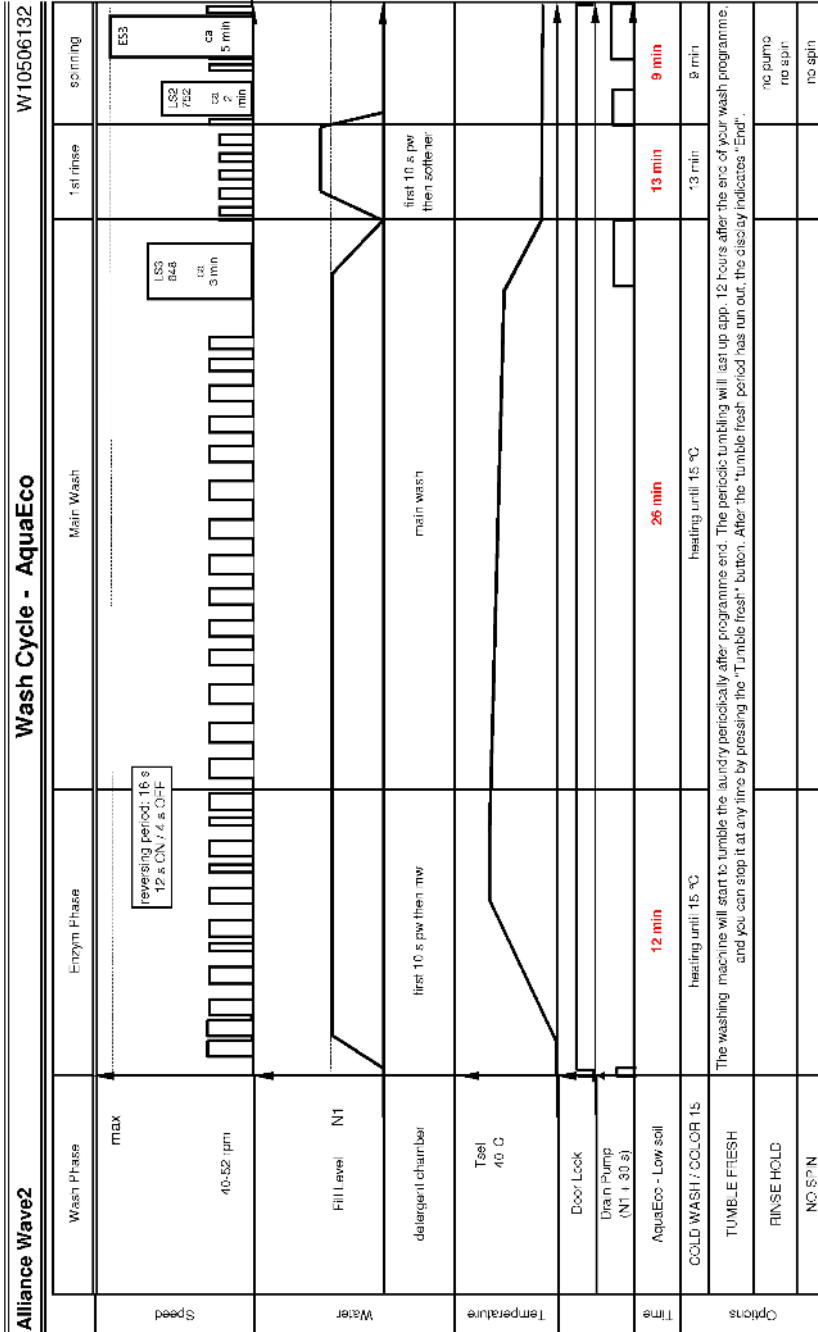 Alliance Wave2
Wash Cycle - AquaEco
W10506132
Wash Phase
Enzym Phase
Main Wash
1st rinse
spinning
Speed
max
40-52 rpm
reversing period: 16 s
12 s ON / 4 s OFF
LS3
848
ca
3 min
LS2
752
ca
2
min
ES3
ca
5 min
Water
Fill Level
N1
detergent chamber
first 10 s pw then mw
main wash
first 10 s pw
then softener
Temperature
Tsel
40 C
Door Lock
Drain Pump
(N1 + 30 s)
Time
AquaEco - Low soil
12 min
26 min
13 min
9 min
Options
COLD WASH / COLOR 15
heating until 15 °C
heating until 15 °C
13 min
9 min
TUMBLE FRESH
The washing machine will start to tumble the laundry periodically after programme end. The periodic tumbling will last up app. 12 hours after the end of your wash programme,
and you can stop it at any time by pressing the "Tumble fresh" button. After the "tumble fresh period has run out, the display indicates "End".
RINSE HOLD
no pump
no spin
NO SPIN
no spin